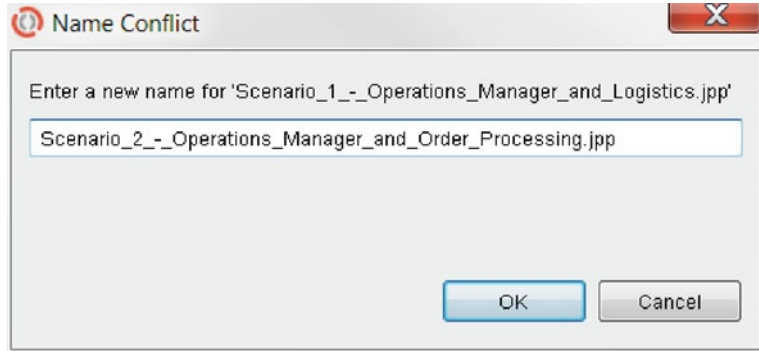 Name Conflict
Enter a new name for 'Scenario_1_-_Operations_Manager_and_Logistics.jpp'
Scenario_2_-_Operations_Manager_and_Order_Processing.jpp
OK
Cancel